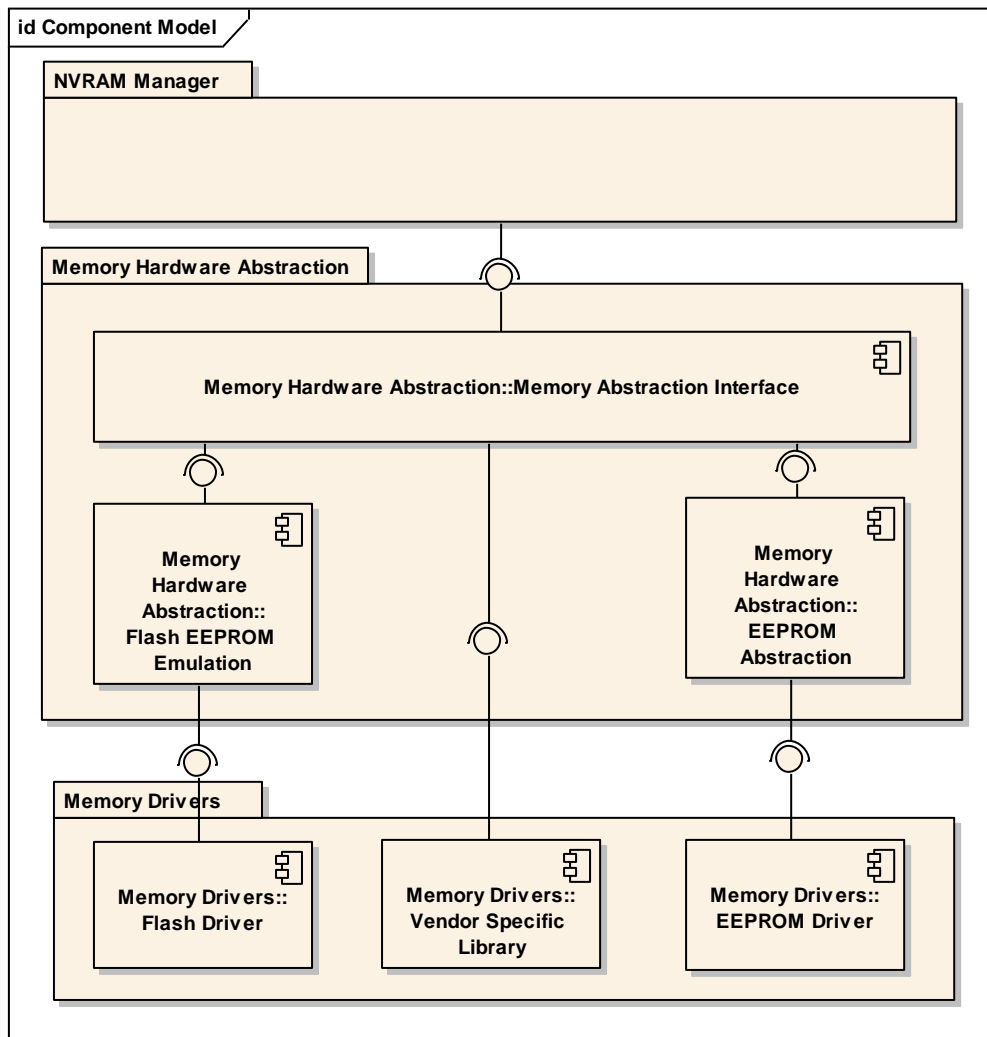 id Component Model
NVRAM Manager
Memory Hardware Abstraction
Memory Hardware Abstraction::Memory Abstraction Interface
Memory
Hardware
Abstraction::
Flash EEPROM
Emulation
Memory
Hardware
Abstraction::
EEPROM
Abstraction
Memory Drivers
Memory Drivers::
Flash Driver
Memory Drivers::
Vendor Specific
Library
Memory Drivers::
EEPROM Driver